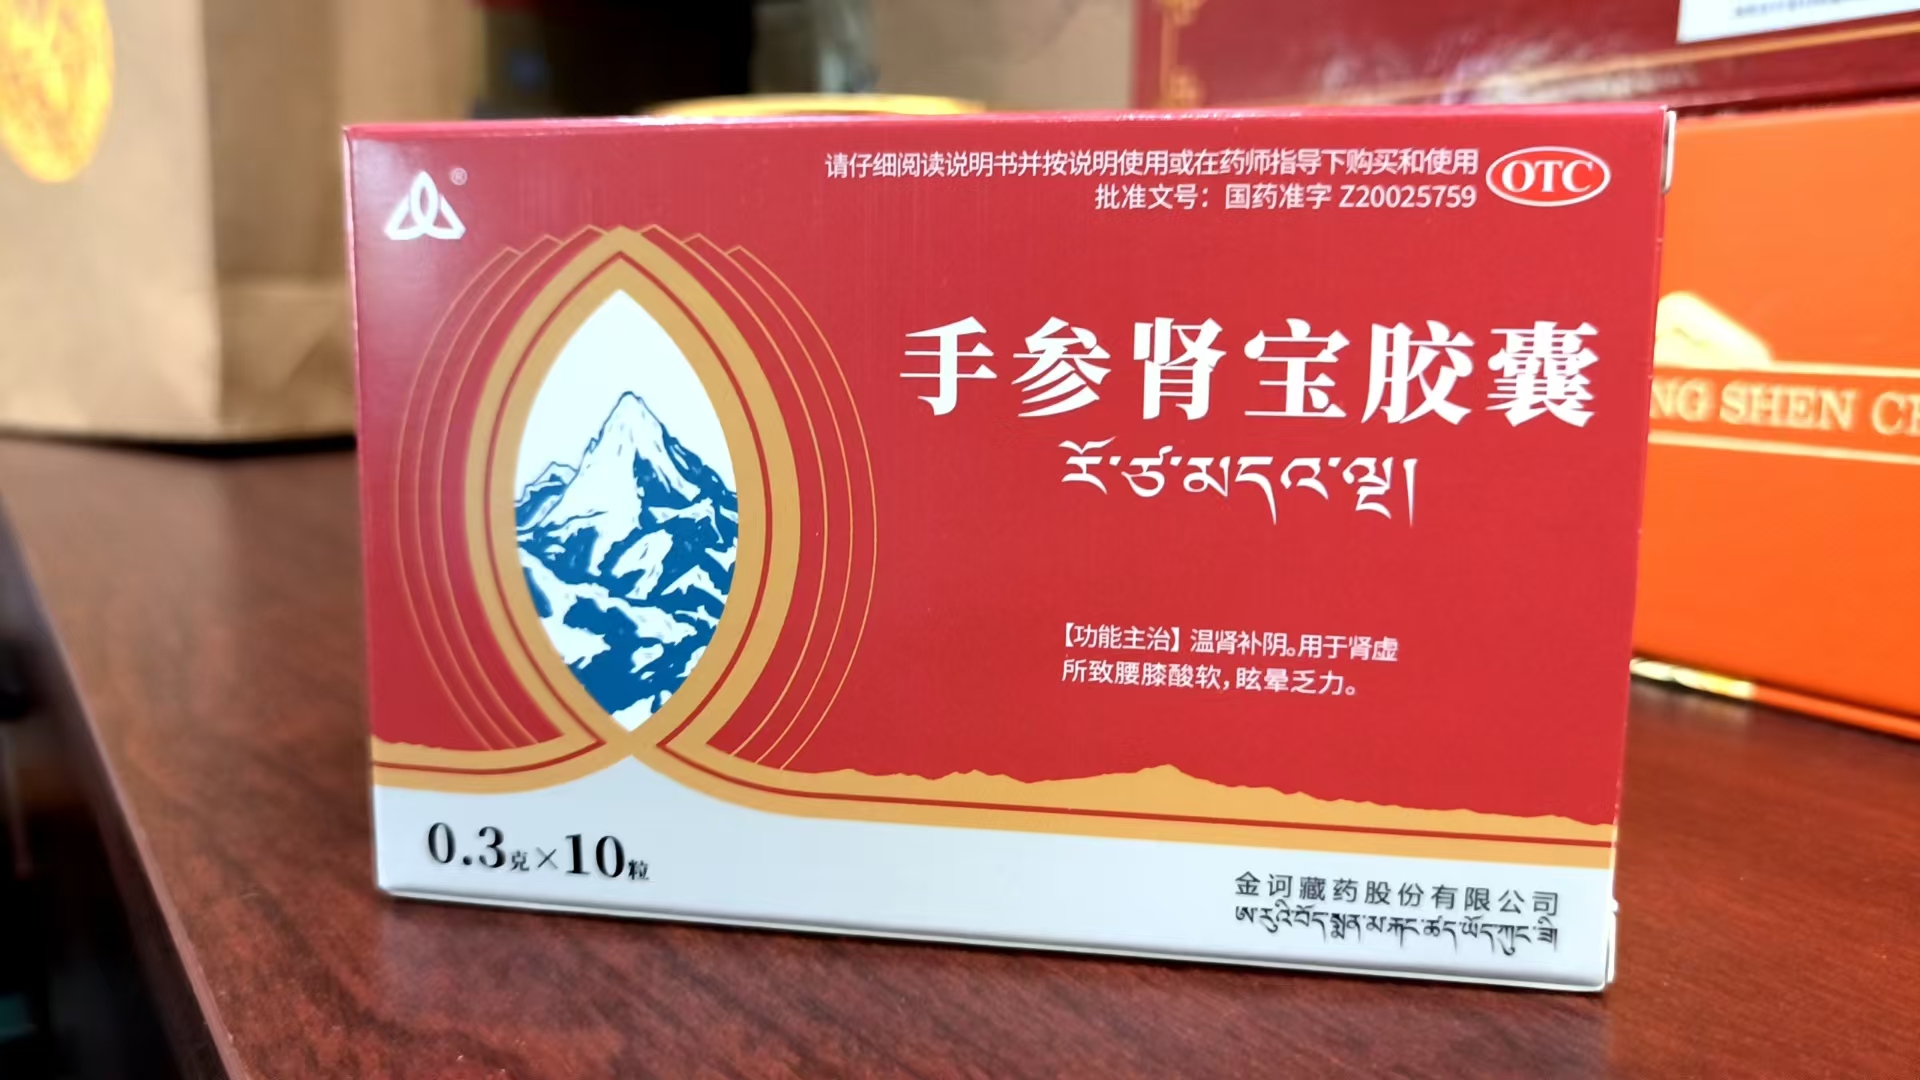 请仔细阅读说明书并按说明使用或在药师指导下购买和使用
OTC
批准文号：国药准字 Z20025759
手参肾宝胶囊
【功能主治】温肾补阴。用于肾虚
所致腰膝酸软，眩晕乏力。
0.3克×10粒
金诃藏药股份有限公司
NG SHEN CH